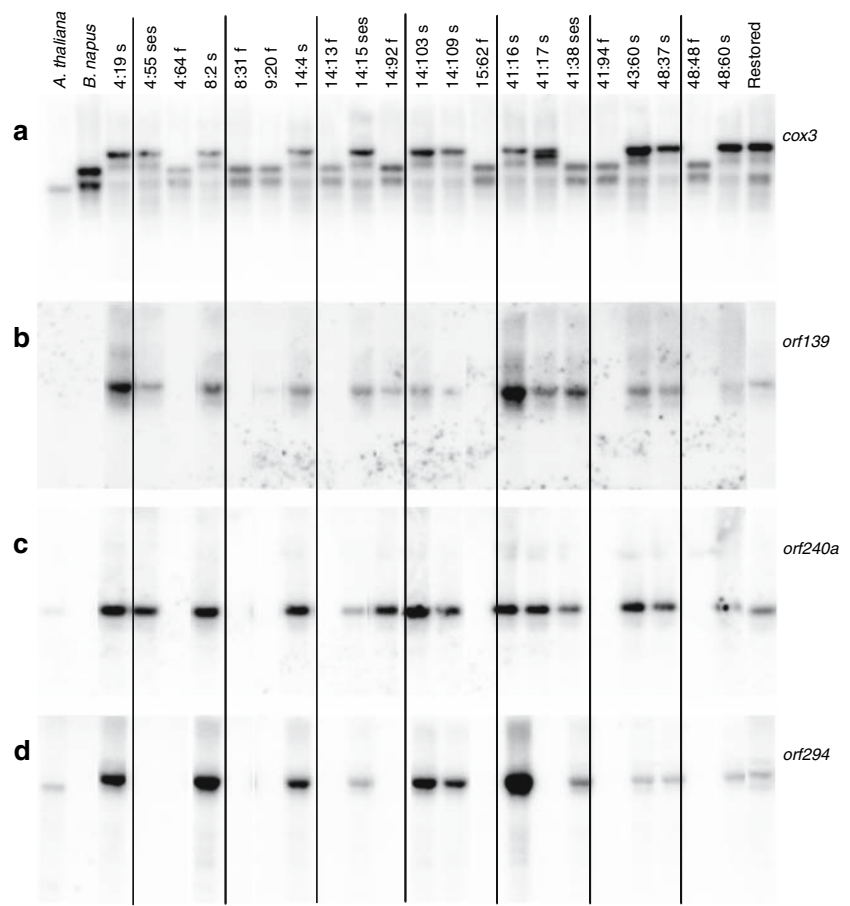 A. thaliana
B. napus
4:19 s
4:55 ses
4:64 f
8:2 s
8:31 f
9:20 f
14:4 s
14:13 f
14:15 ses
14:92 f
14:103 s
14:109 s
15:62 f
41:16 s
41:17 s
41:38 ses
41:94 f
43:60 s
48:37 s
48:48 f
48:60 s
Restored
a
cox3
b
orf139
c
orf240a
d
orf294